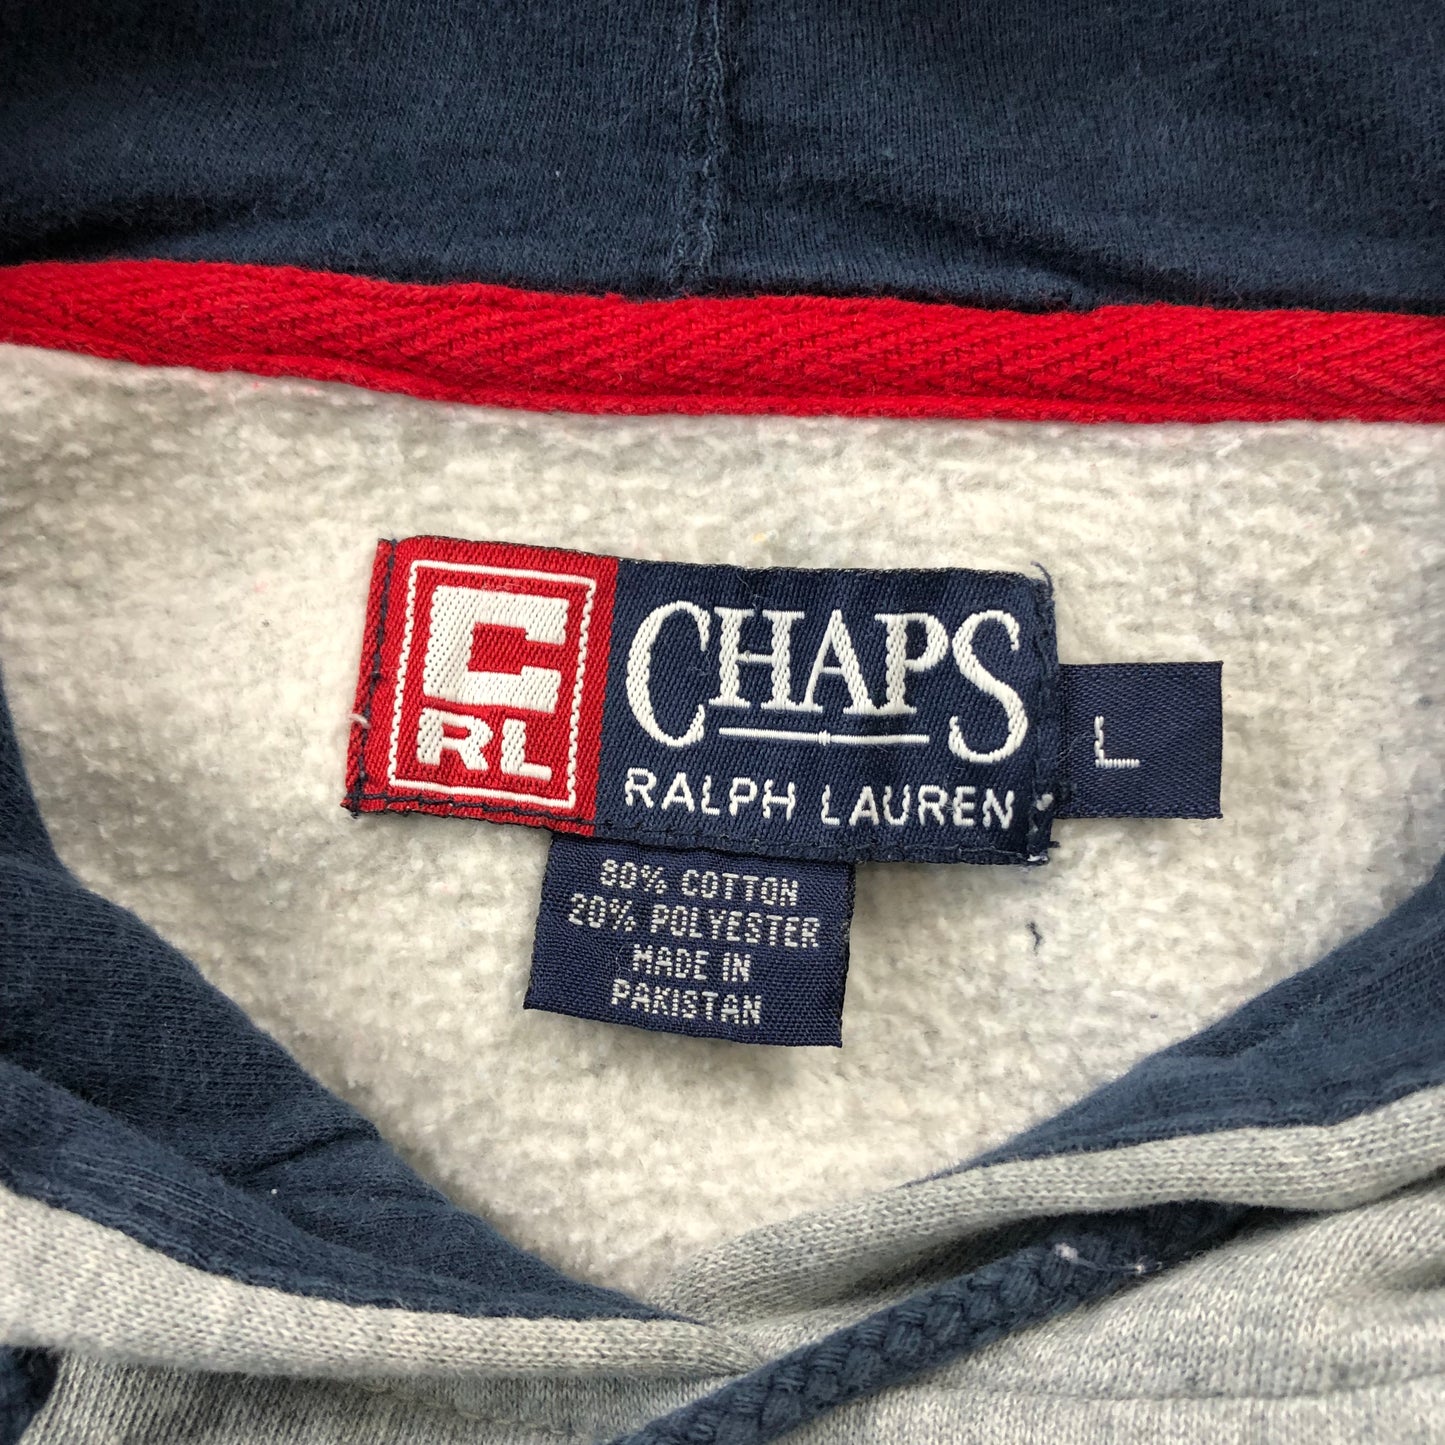 C
RL
CHAPS
RALPH LAUREN
L
80% COTTON
20% POLYESTER
MADE IN
PAKISTAN